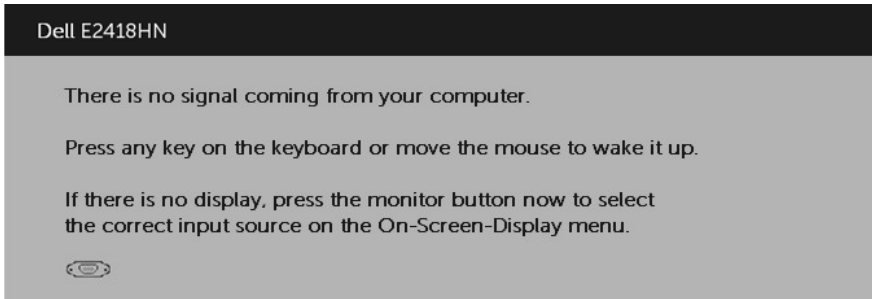 Dell E2418HN
There is no signal coming from your computer.
Press any key on the keyboard or move the mouse to wake it up.
If there is no display, press the monitor button now to select
the correct input source on the On-Screen-Display menu.